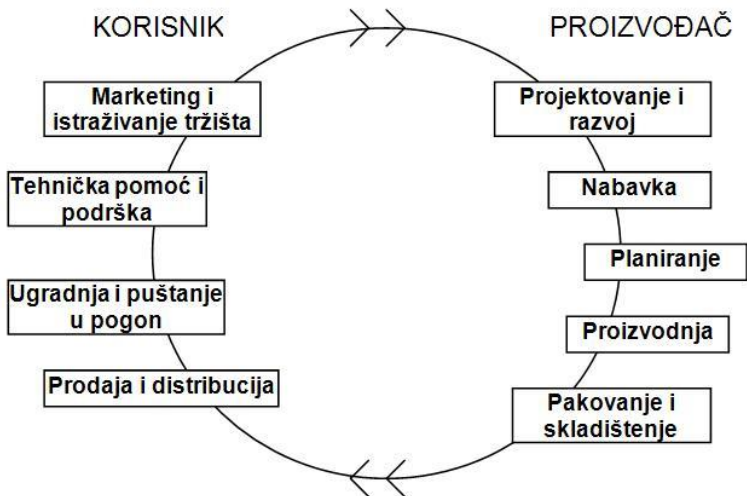 KORISNIK
PROIZVOĐAČ
Marketing i
istraživanje tržišta
Tehnička pomoć i
podrška
Ugradnja i puštanje
u pogon
Prodaja i distribucija
Projektovanje i
razvoj
Nabavka
Planiranje
Proizvodnja
Pakovanje i
skladištenje